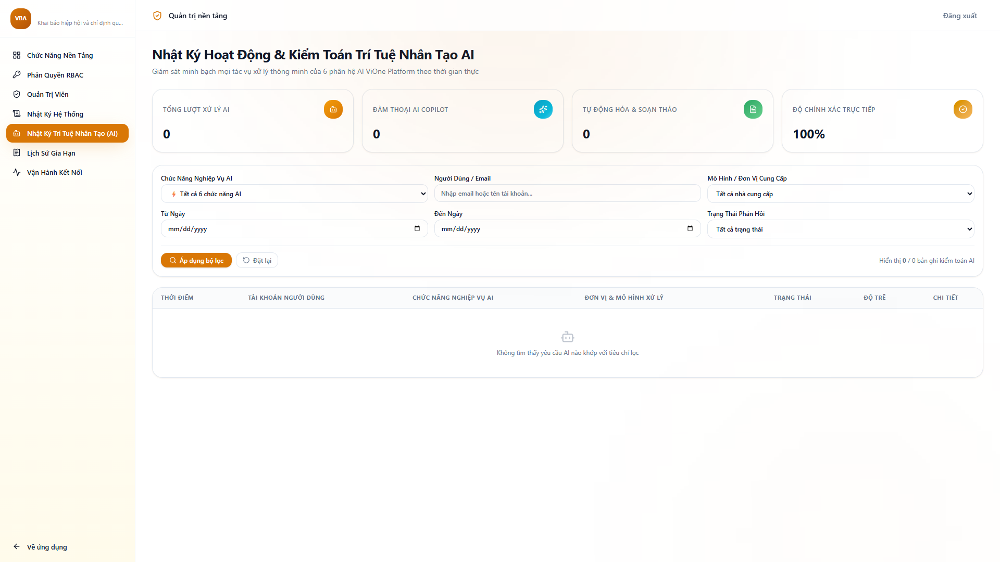 VBA
Khai báo hiệp hội và chỉ định qu...
Chức Năng Nền Tảng
Phân Quyền RBAC
Quản Trị Viên
Nhật Ký Hệ Thống
Nhật Ký Trí Tuệ Nhân Tạo (AI)
Lịch Sử Gia Hạn
Vận Hành Kết Nối
Về ứng dụng
Quản trị nền tảng
Đăng xuất
Nhật Ký Hoạt Động & Kiểm Toán Trí Tuệ Nhân Tạo AI
Giám sát minh bạch mọi tác vụ xử lý thông minh của 6 phân hệ AI ViOne Platform theo thời gian thực
TỔNG LƯỢT XỬ LÝ AI
0
ĐÀM THOẠI AI COPILOT
0
TỰ ĐỘNG HÓA & SOẠN THẢO
0
ĐỘ CHÍNH XÁC TRỰC TIẾP
100%
Chức Năng Nghiệp Vụ AI
Tất cả 6 chức năng AI
Người Dùng / Email
Nhập email hoặc tên tài khoản...
Mô Hình / Đơn Vị Cung Cấp
Tất cả nhà cung cấp
Từ Ngày
mm/dd/yyyy
Đến Ngày
mm/dd/yyyy
Trạng Thái Phản Hồi
Tất cả trạng thái
Áp dụng bộ lọc
Đặt lại
Hiển thị 0 / 0 bản ghi kiểm toán AI
THỜI ĐIỂM TÀI KHOẢN NGƯỜI DÙNG CHỨC NĂNG NGHIỆP VỤ AI ĐƠN VỊ & MÔ HÌNH XỬ LÝ TRẠNG THÁI ĐỘ TRỄ CHI TIẾT
Không tìm thấy yêu cầu AI nào khớp với tiêu chí lọc